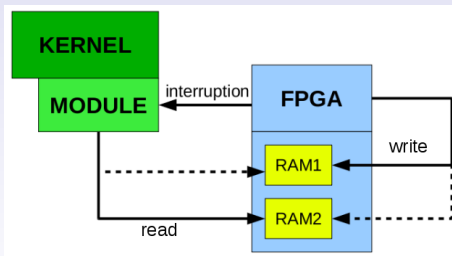 KERNEL
MODULE
interruption
FPGA
RAM1
write
RAM2
read